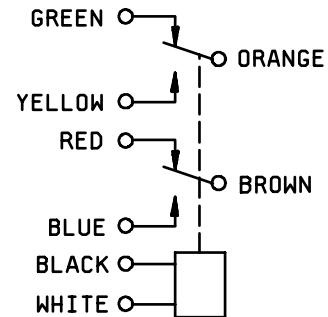 GREEN
ORANGE
YELLOW
RED
BROWN
BLUE
BLACK
WHITE